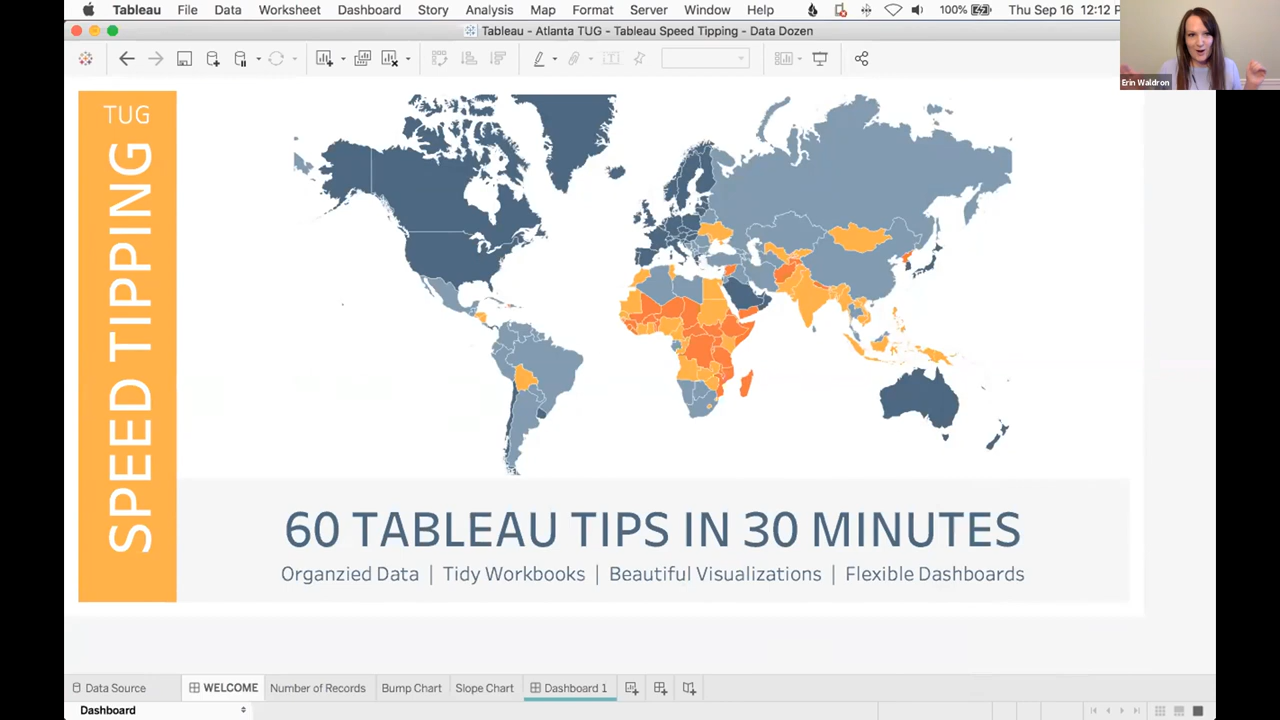 Tableau File Data Worksheet Dashboard Story Analysis Map Format Server Window Help 100% Thu Sep 16 12:12 P
Tableau - Atlanta TUG - Tableau Speed Tipping - Data Dozen
Erin Waldron
TUG
SPEED TIPPING
60 TABLEAU TIPS IN 30 MINUTES
Organzied Data | Tidy Workbooks | Beautiful Visualizations | Flexible Dashboards
Data Source WELCOME Number of Records Bump Chart Slope Chart Dashboard 1
Dashboard